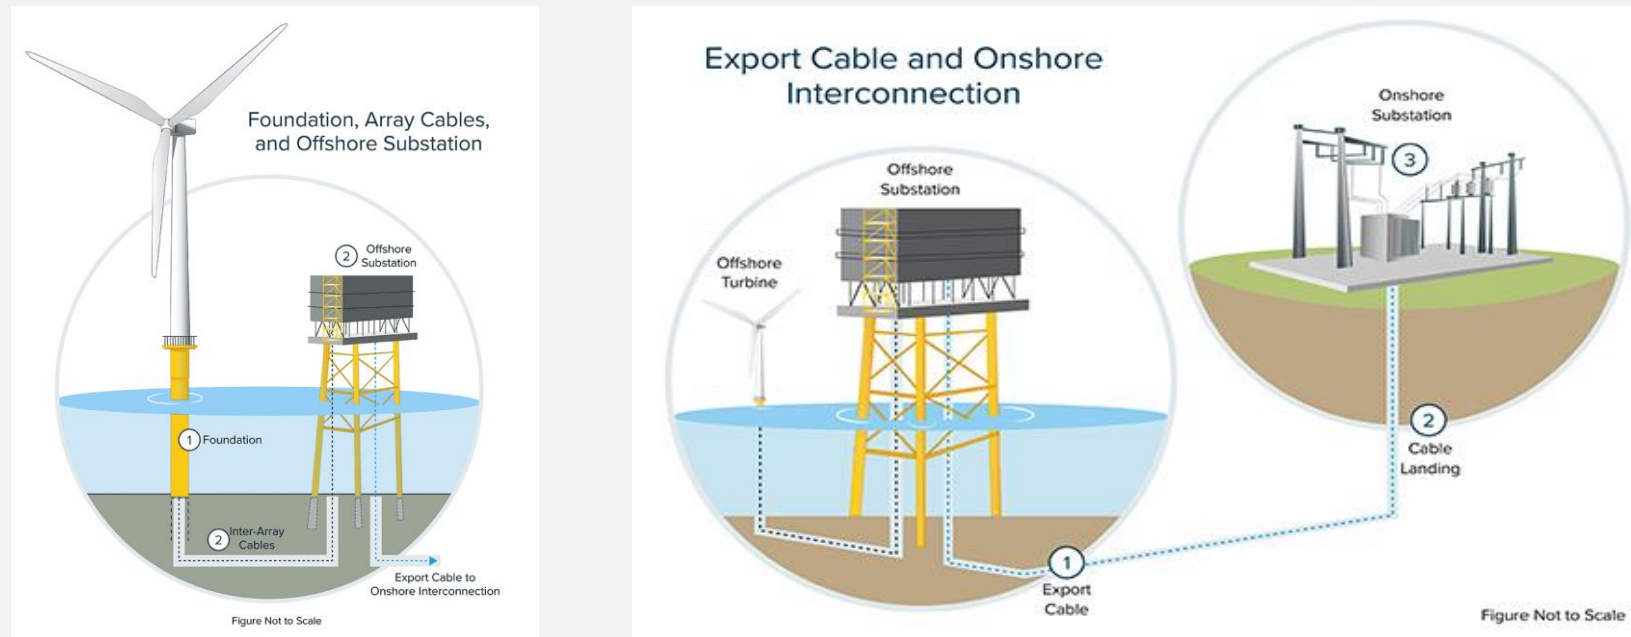 Foundation, Array Cables,
and Offshore Substation
2
Offshore
Substation
1
Foundation
2
Inter-Array
Cables
Export Cable to
Onshore Interconnection
Figure Not to Scale
Export Cable and Onshore
Interconnection
Offshore
Substation
Offshore
Turbine
1
Export
Cable
Onshore
Substation
3
2
Cable
Landing
Figure Not to Scale